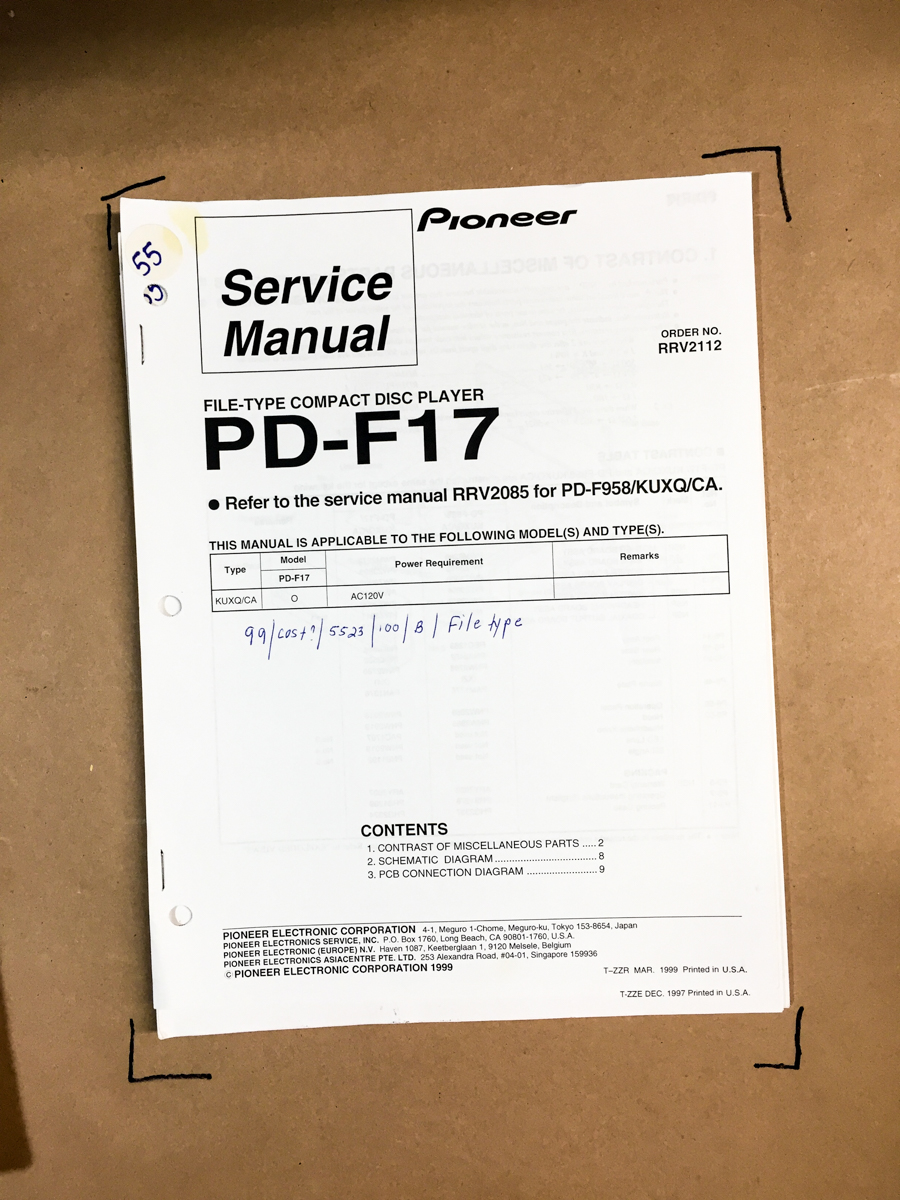 55
Pioneer
Service
Manual
ORDER NO.
RRV2112
FILE-TYPE COMPACT DISC PLAYER
PD-F17
● Refer to the service manual RRV2085 for PD-F958/KUXQ/CA.
THIS MANUAL IS APPLICABLE TO THE FOLLOWING MODEL(S) AND TYPE(S).
Type Model Power Requirement Remarks
PD-F17
KUXQ/CA O AC120V
99/cost?/5523/100/B/File type
CONTENTS
1. CONTRAST OF MISCELLANEOUS PARTS ..... 2
2. SCHEMATIC DIAGRAM ................................... 8
3. PCB CONNECTION DIAGRAM ........................ 9
PIONEER ELECTRONIC CORPORATION 4-1, Meguro 1-Chome, Meguro-ku, Tokyo 153-8654, Japan
PIONEER ELECTRONICS SERVICE, INC. P.O. Box 1760, Long Beach, CA 90801-1760, U.S.A.
PIONEER ELECTRONIC (EUROPE) N.V. Haven 1087, Keetberglaan 1, 9120 Melsele, Belgium
PIONEER ELECTRONICS ASIACENTRE PTE. LTD. 253 Alexandra Road, #04-01, Singapore 159936
C PIONEER ELECTRONIC CORPORATION 1999
T–ZZR MAR. 1999 Printed in U.S.A.
T-ZZE DEC. 1997 Printed in U.S.A.